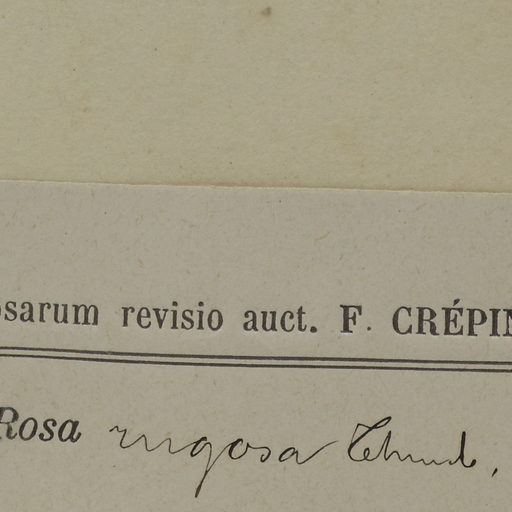 osarum revisio auct. F. CRÉPIN
Rosa rugosa Thunb.